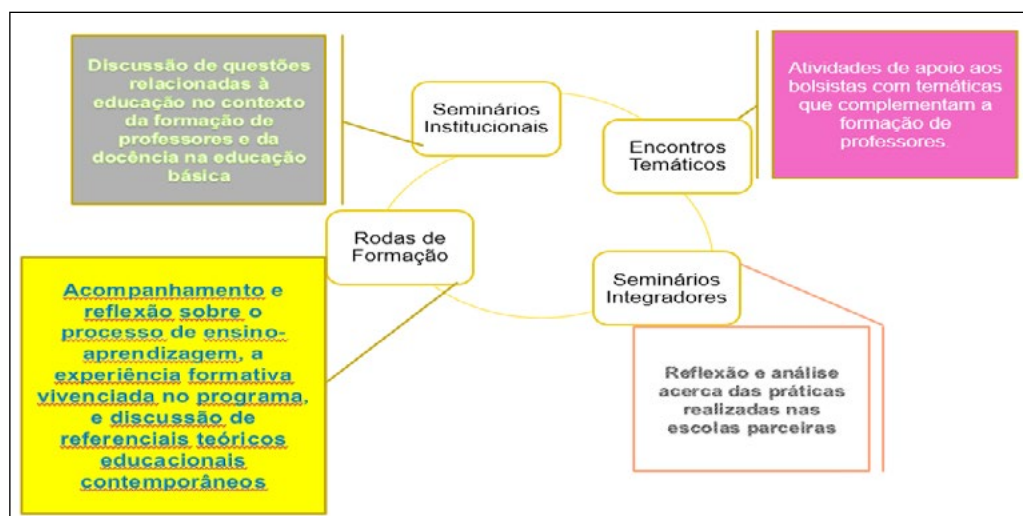 Discussão de questões
relacionadas à
educação no contexto
da formação de
professores e da
docência na educação
básica
Seminários
Institucionais
Encontros
Temáticos
Atividades de apoio aos
bolsistas com temáticas
que complementam a
formação de
professores.
Rodas de
Formação
Seminários
Integradores
Acompanhamento e
reflexão sobre o
processo de ensino-
aprendizagem, a
experiência formativa
vivenciada no programa,
e discussão de
referenciais teóricos
educacionais
contemporâneos
Reflexão e análise
acerca das práticas
realizadas nas
escolas parceiras